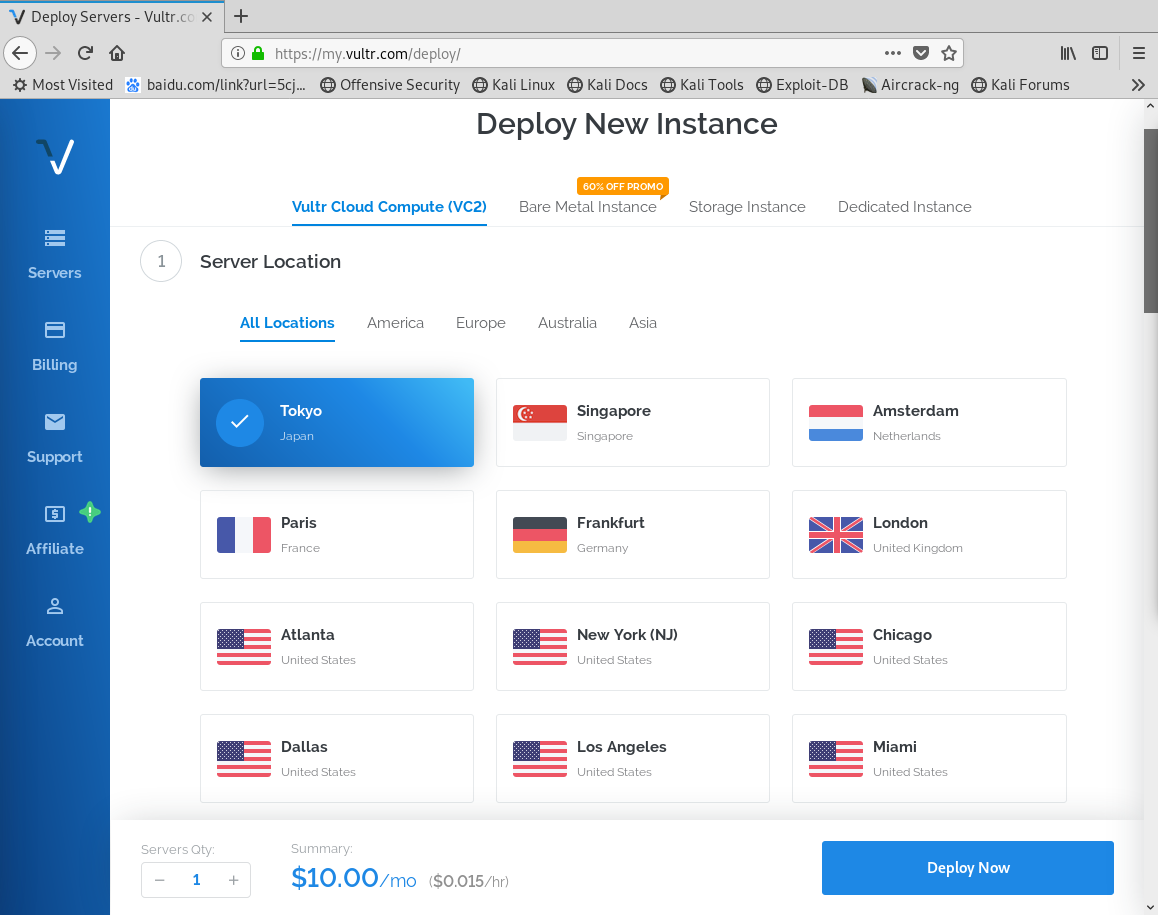 Deploy Servers - Vultr.co
https://my.vultr.com/deploy/
Most Visited baidu.com/link?url=5cj... Offensive Security Kali Linux Kali Docs Kali Tools Exploit-DB Aircrack-ng Kali Forums
Servers
Billing
Support
Affiliate
Account
Deploy New Instance
60% OFF PROMO
Vultr Cloud Compute (VC2) Bare Metal Instance Storage Instance Dedicated Instance
1 Server Location
All Locations America Europe Australia Asia
Tokyo
Japan
Singapore
Singapore
Amsterdam
Netherlands
Paris
France
Frankfurt
Germany
London
United Kingdom
Atlanta
United States
New York (NJ)
United States
Chicago
United States
Dallas
United States
Los Angeles
United States
Miami
United States
Servers Qty:
− 1 +
Summary:
$10.00/mo ($0.015/hr)
Deploy Now